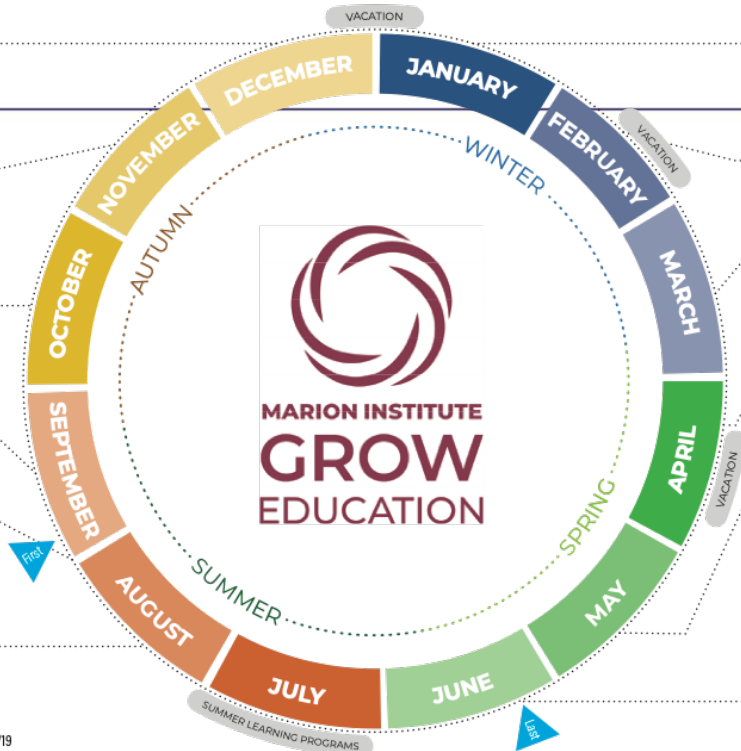 VACATION
DECEMBER
JANUARY
NOVEMBER
FEBRUARY
VACATION
WINTER
AUTUMN
OCTOBER
MARCH
MARION INSTITUTE
GROW
EDUCATION
SEPTEMBER
APRIL
VACATION
SPRING
First
SUMMER
AUGUST
MAY
JULY
JUNE
SUMMER LEARNING PROGRAMS
Last
/19